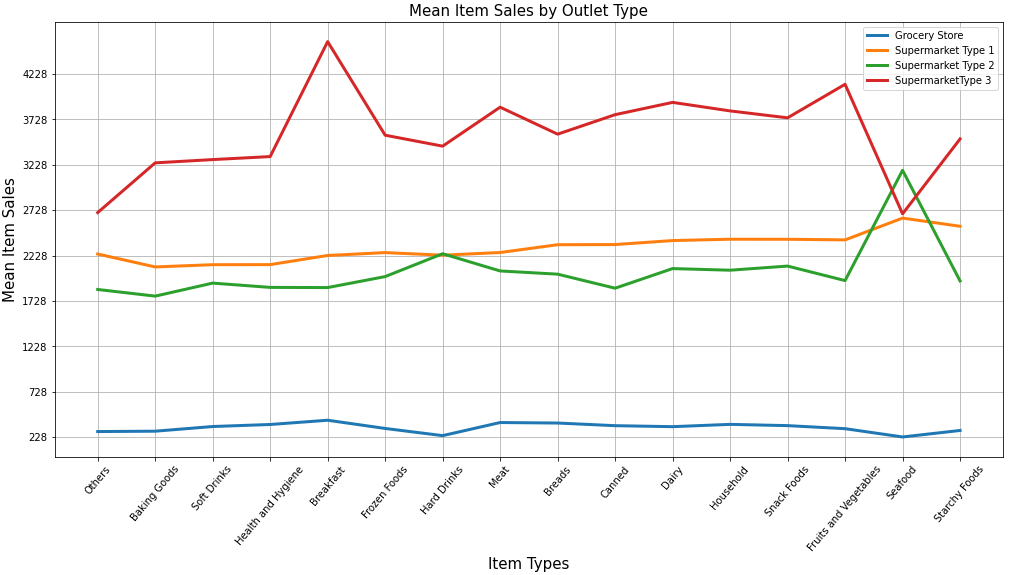 Mean Item Sales by Outlet Type
Grocery Store
Supermarket Type 1
Supermarket Type 2
SupermarketType 3
Mean Item Sales
4228
3728
3228
2728
2228
1728
1228
728
228
Others
Baking Goods
Soft Drinks
Health and Hygiene
Breakfast
Frozen Foods
Hard Drinks
Meat
Breads
Canned
Dairy
Household
Snack Foods
Fruits and Vegetables
Seafood
Starchy Foods
Item Types